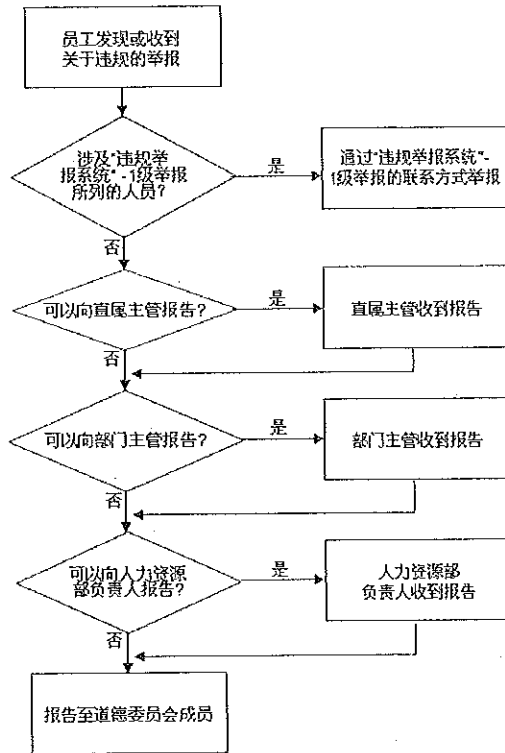 员工发现或收到
关于违规的举报
涉及"违规举
报系统"-1级举报
所列的人员?
是
通过"违规举报系统"-
1级举报的联系方式举报
否
可以向直属主管报告?
是
直属主管收到报告
否
可以向部门主管报告?
是
部门主管收到报告
否
可以向人力资源
部负责人报告?
是
人力资源部
负责人收到报告
否
报告至道德委员会成员